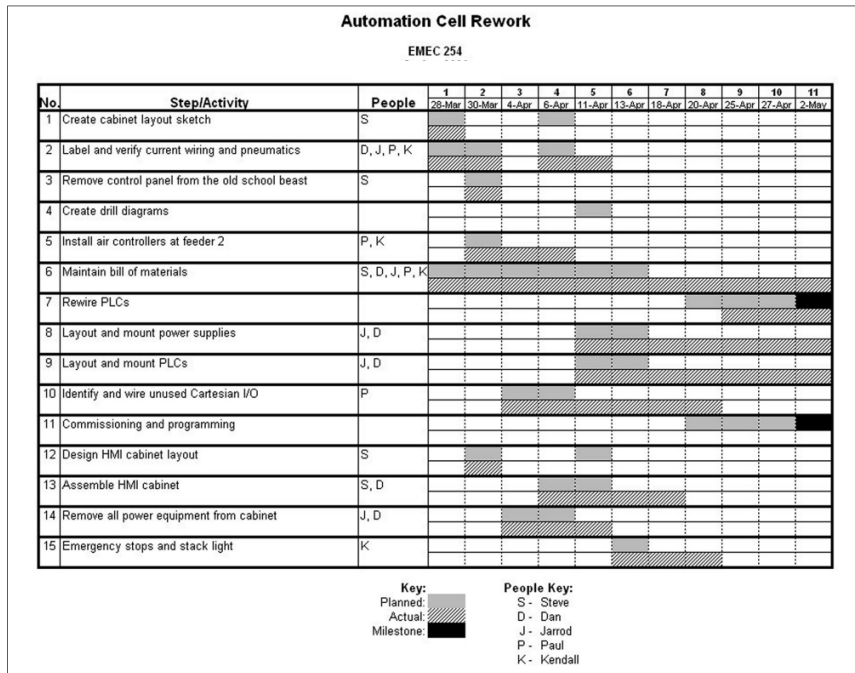 Automation Cell Rework
EMEC 254
1 2 3 4 5 6 7 8 9 10 11
No. Step/Activity People 28-Mar 30-Mar 4-Apr 6-Apr 11-Apr 13-Apr 18-Apr 20-Apr 25-Apr 27-Apr 2-May
1 Create cabinet layout sketch S
2 Label and verify current wiring and pneumatics D, J, P, K
3 Remove control panel from the old school beast S
4 Create drill diagrams
5 Install air controllers at feeder 2 P, K
6 Maintain bill of materials S, D, J, P, K
7 Rewire PLCs
8 Layout and mount power supplies J, D
9 Layout and mount PLCs J, D
10 Identify and wire unused Cartesian I/O P
11 Commissioning and programming
12 Design HMI cabinet layout S
13 Assemble HMI cabinet S, D
14 Remove all power equipment from cabinet J, D
15 Emergency stops and stack light K
Key:
Planned:
Actual:
Milestone:
People Key:
S - Steve
D - Dan
J - Jarrod
P - Paul
K - Kendall